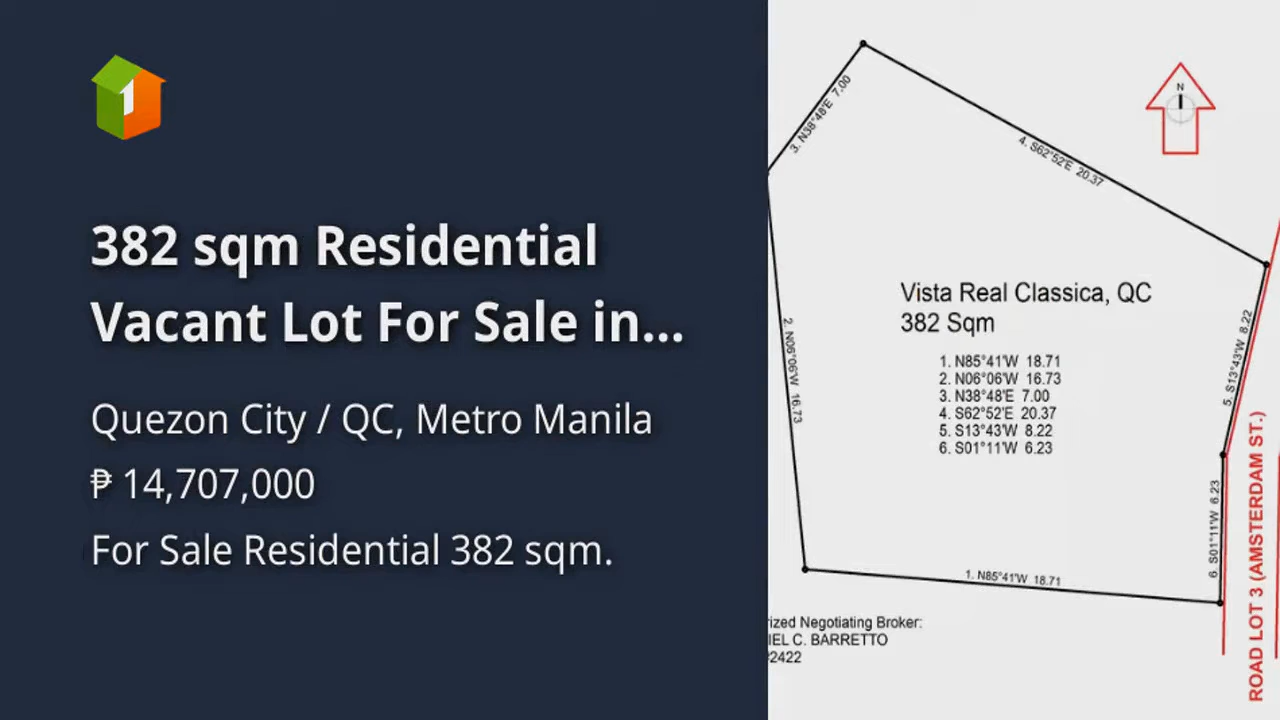 382 sqm Residential
Vacant Lot For Sale in...
Quezon City / QC, Metro Manila
₱ 14,707,000
For Sale Residential 382 sqm.
N
3. N38°48'E 7.00
4. S62°52'E 20.37
Vista Real Classica, QC
382 Sqm
1. N85°41'W 18.71
2. N06°06'W 16.73
3. N38°48'E 7.00
4. S62°52'E 20.37
5. S13°43'W 8.22
6. S01°11'W 6.23
2. N06°06'W 16.73
5. S13°43'W 8.22
6. S01°11'W 6.23
1. N85°41'W 18.71
ROAD LOT 3 (AMSTERDAM ST.)
Negotiating Broker:
C. BARRETTO
2422